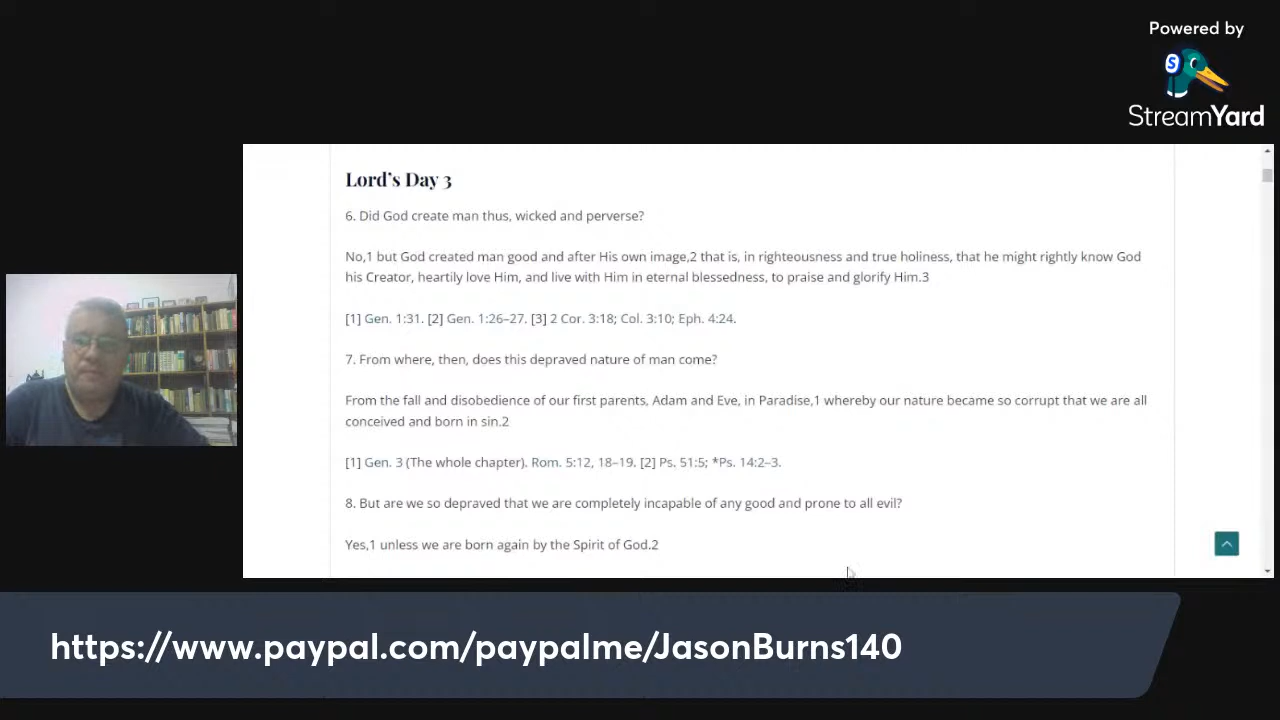 Powered by
StreamYard
Lord's Day 3
6. Did God create man thus, wicked and perverse?
No,1 but God created man good and after His own image,2 that is, in righteousness and true holiness, that he might rightly know God
his Creator, heartily love Him, and live with Him in eternal blessedness, to praise and glorify Him.3
[1] Gen. 1:31. [2] Gen. 1:26–27. [3] 2 Cor. 3:18; Col. 3:10; Eph. 4:24.
7. From where, then, does this depraved nature of man come?
From the fall and disobedience of our first parents, Adam and Eve, in Paradise,1 whereby our nature became so corrupt that we are all
conceived and born in sin.2
[1] Gen. 3 (The whole chapter). Rom. 5:12, 18–19. [2] Ps. 51:5; *Ps. 14:2–3.
8. But are we so depraved that we are completely incapable of any good and prone to all evil?
Yes,1 unless we are born again by the Spirit of God.2
https://www.paypal.com/paypalme/JasonBurns140